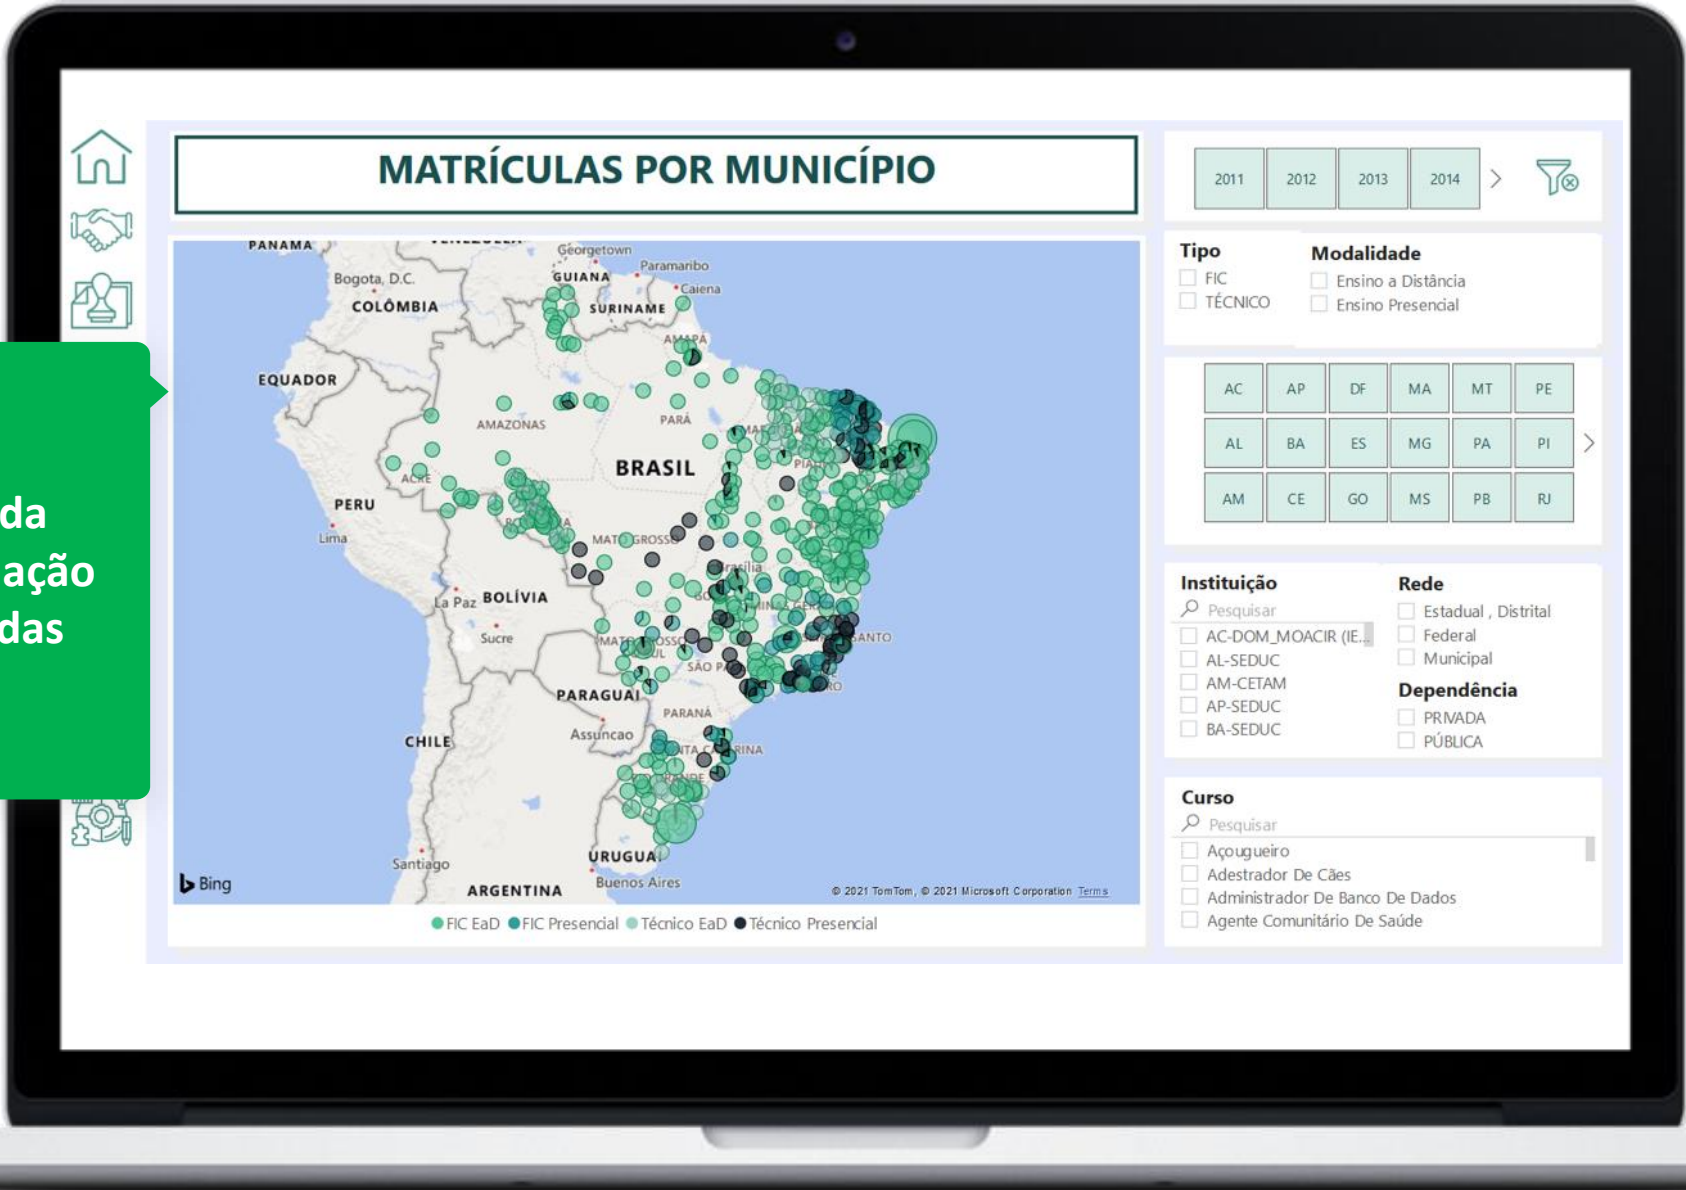 MATRÍCULAS POR MUNICÍPIO
2011 2012 2013 2014
Tipo
FIC
TÉCNICO
Modalidade
Ensino a Distância
Ensino Presencial
AC AP DF MA MT PE
AL BA ES MG PA PI
AM CE GO MS PB RJ
Instituição
Pesquisar
AC-DOM_MOACIR (IE...
AL-SEDUC
AM-CETAM
AP-SEDUC
BA-SEDUC
Rede
Estadual , Distrital
Federal
Municipal
Dependência
PRIVADA
PÚBLICA
Curso
Pesquisar
Açougueiro
Adestrador De Cães
Administrador De Banco De Dados
Agente Comunitário De Saúde
da
ação
das
PANAMA
Georgetown
Paramaribo
Bogota, D.C.
GUIANA
Caiena
COLÔMBIA
SURINAME
AMAPÁ
EQUADOR
AMAZONAS
PARÁ
BRASIL
ACRE
PERU
Lima
MATO GROSSO
Brasília
La Paz
BOLÍVIA
Sucre
SÃO PA
PARAGUAI
PARANÁ
Assuncao
CHILE
Santiago
URUGUAI
Buenos Aires
ARGENTINA
Bing
© 2021 TomTom, © 2021 Microsoft Corporation Terms
FIC EaD FIC Presencial Técnico EaD Técnico Presencial